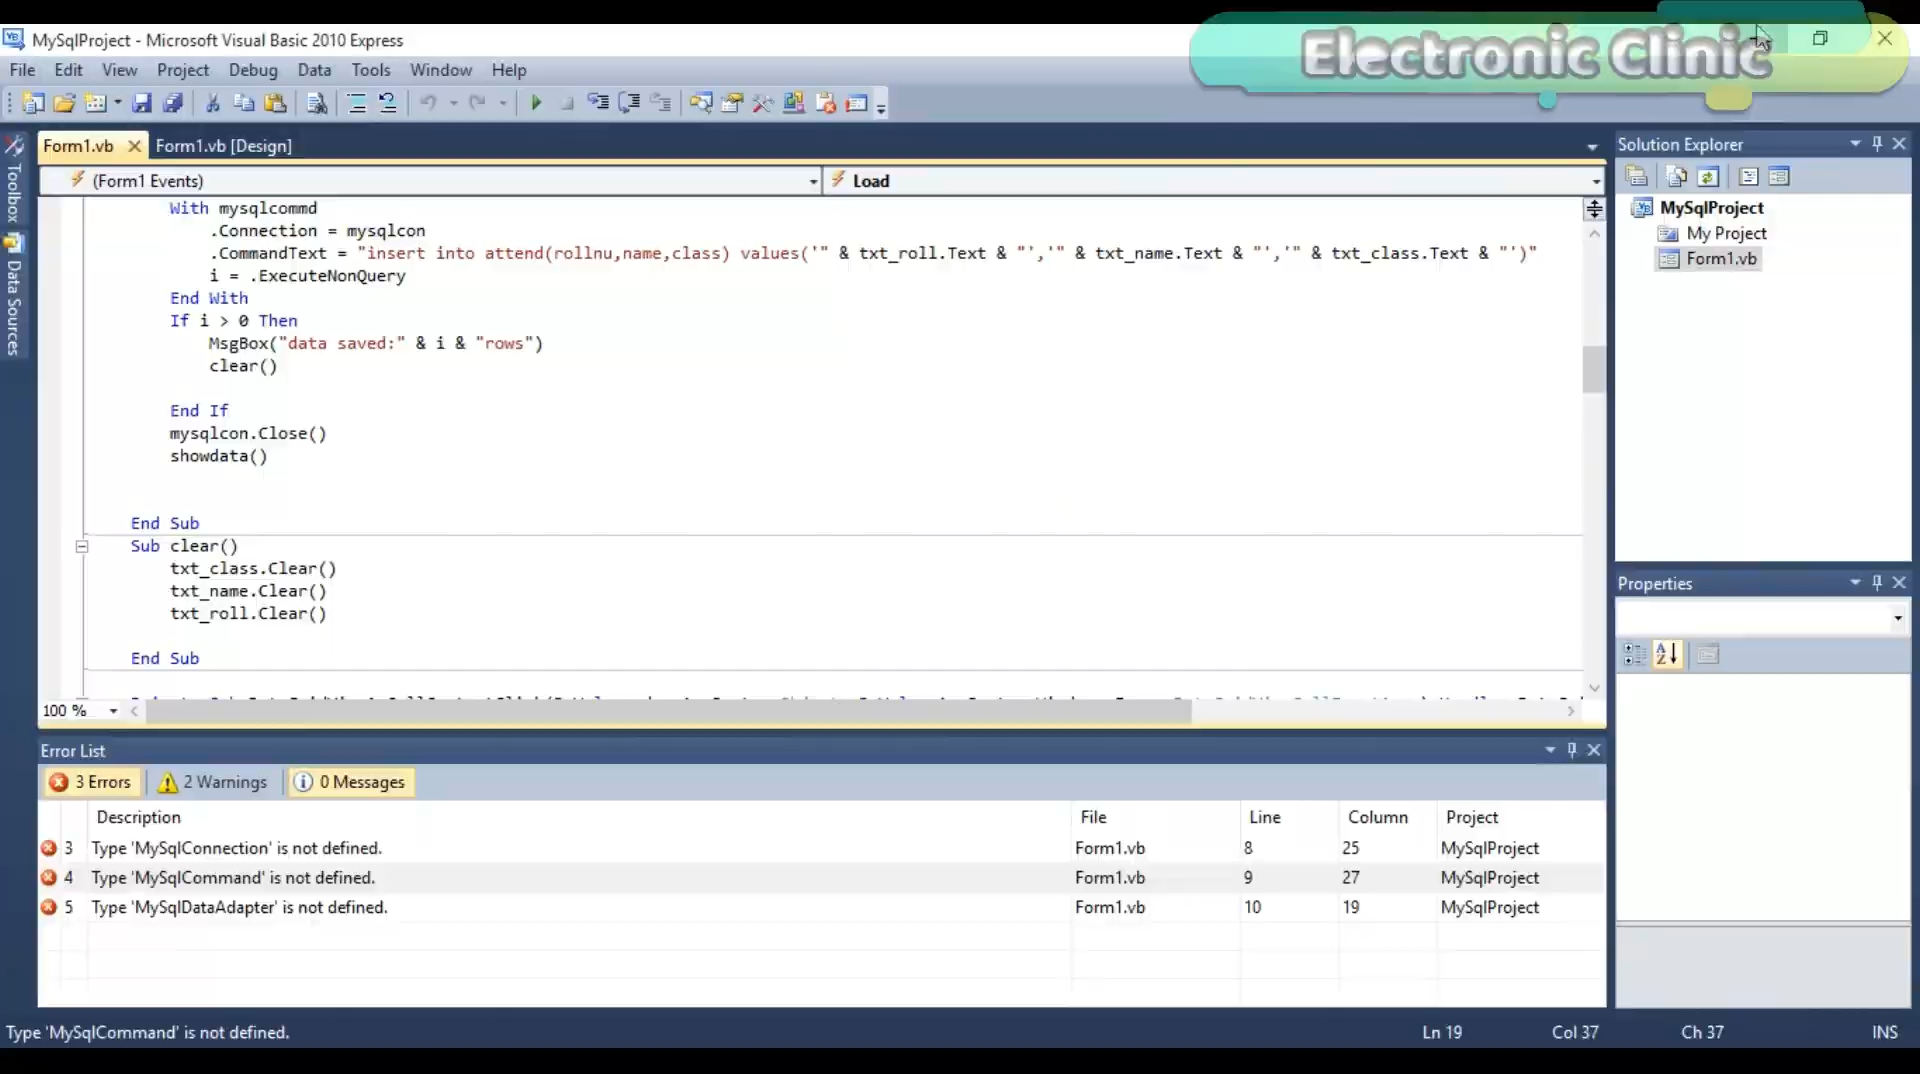 Electronic Clinic
MySqlProject - Microsoft Visual Basic 2010 Express
File Edit View Project Debug Data Tools Window Help
Toolbox
Data Sources
Form1.vb Form1.vb [Design]
(Form1 Events) Load
With mysqlcommd
.Connection = mysqlcon
.CommandText = "insert into attend(rollnu,name,class) values('" & txt_roll.Text & "','" & txt_name.Text & "','" & txt_class.Text & "')"
i = .ExecuteNonQuery
End With
If i > 0 Then
MsgBox("data saved:" & i & "rows")
clear()
End If
mysqlcon.Close()
showdata()
End Sub
Sub clear()
txt_class.Clear()
txt_name.Clear()
txt_roll.Clear()
End Sub
100 %
Solution Explorer
MySqlProject
My Project
Form1.vb
Properties
Error List
3 Errors 2 Warnings 0 Messages
Description File Line Column Project
3 Type 'MySqlConnection' is not defined. Form1.vb 8 25 MySqlProject
4 Type 'MySqlCommand' is not defined. Form1.vb 9 27 MySqlProject
5 Type 'MySqlDataAdapter' is not defined. Form1.vb 10 19 MySqlProject
Type 'MySqlCommand' is not defined. Ln 19 Col 37 Ch 37 INS